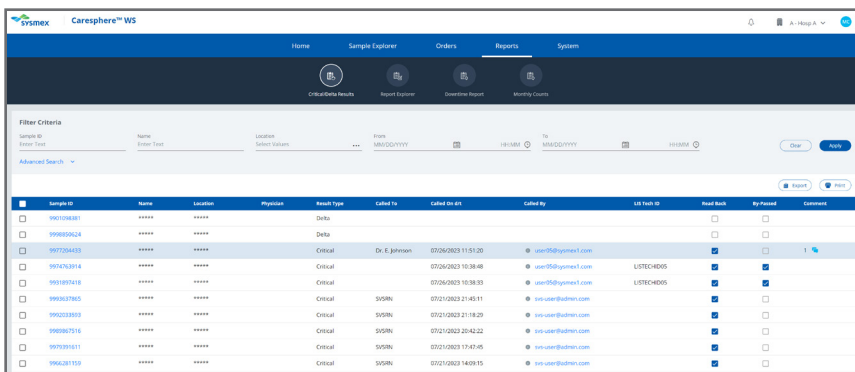 sysmex Caresphere™ WS A - Hosp A MC
Home Sample Explorer Orders Reports System
Critical/Delta Results Report Explorer Downtime Report Monthly Counts
Filter Criteria
Sample ID Name Location From To
Enter Text Enter Text Select Values ... MM/DD/YYYY HH:MM MM/DD/YYYY HH:MM Clear Apply
Advanced Search
Export Print
Sample ID Name Location Physician Result Type Called To Called On d/t Called By LIS Tech ID Read Back By-Passed Comment
9901098361 ***** ***** Delta
9998850624 ***** ***** Delta
9977204433 ***** ***** Critical Dr. E. Johnson 07/26/2023 11:51:20 user05@sysmex1.com 1
9974763914 ***** ***** Critical 07/26/2023 10:38:48 user05@sysmex1.com LISTECHID05
9931897418 ***** ***** Critical 07/26/2023 10:38:33 user05@sysmex1.com LISTECHID05
9993637865 ***** ***** Critical SVSRN 07/21/2023 21:45:11 svs-user@admin.com
9992033593 ***** ***** Critical SVSRN 07/21/2023 21:18:29 svs-user@admin.com
9989867516 ***** ***** Critical SVSRN 07/21/2023 20:42:22 svs-user@admin.com
9979391611 ***** ***** Critical SVSRN 07/21/2023 17:47:45 svs-user@admin.com
9966281159 ***** ***** Critical SVSRN 07/21/2023 14:09:15 svs-user@admin.com